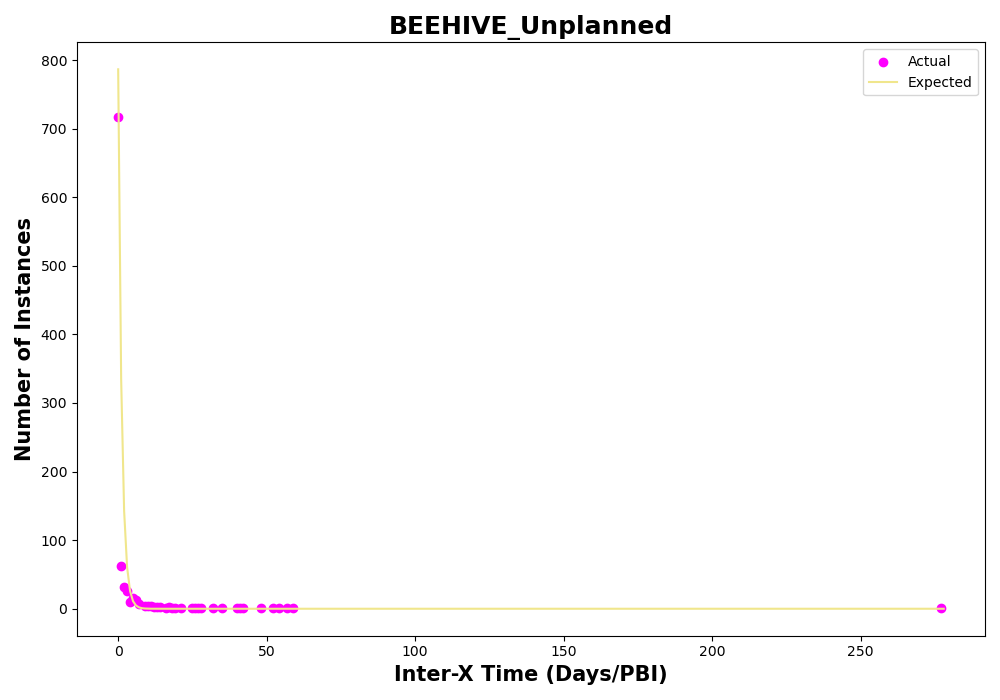 BEEHIVE_Unplanned
Actual
Expected
800
700
600
500
400
300
200
100
0
Number of Instances
0 50 100 150 200 250
Inter-X Time (Days/PBI)